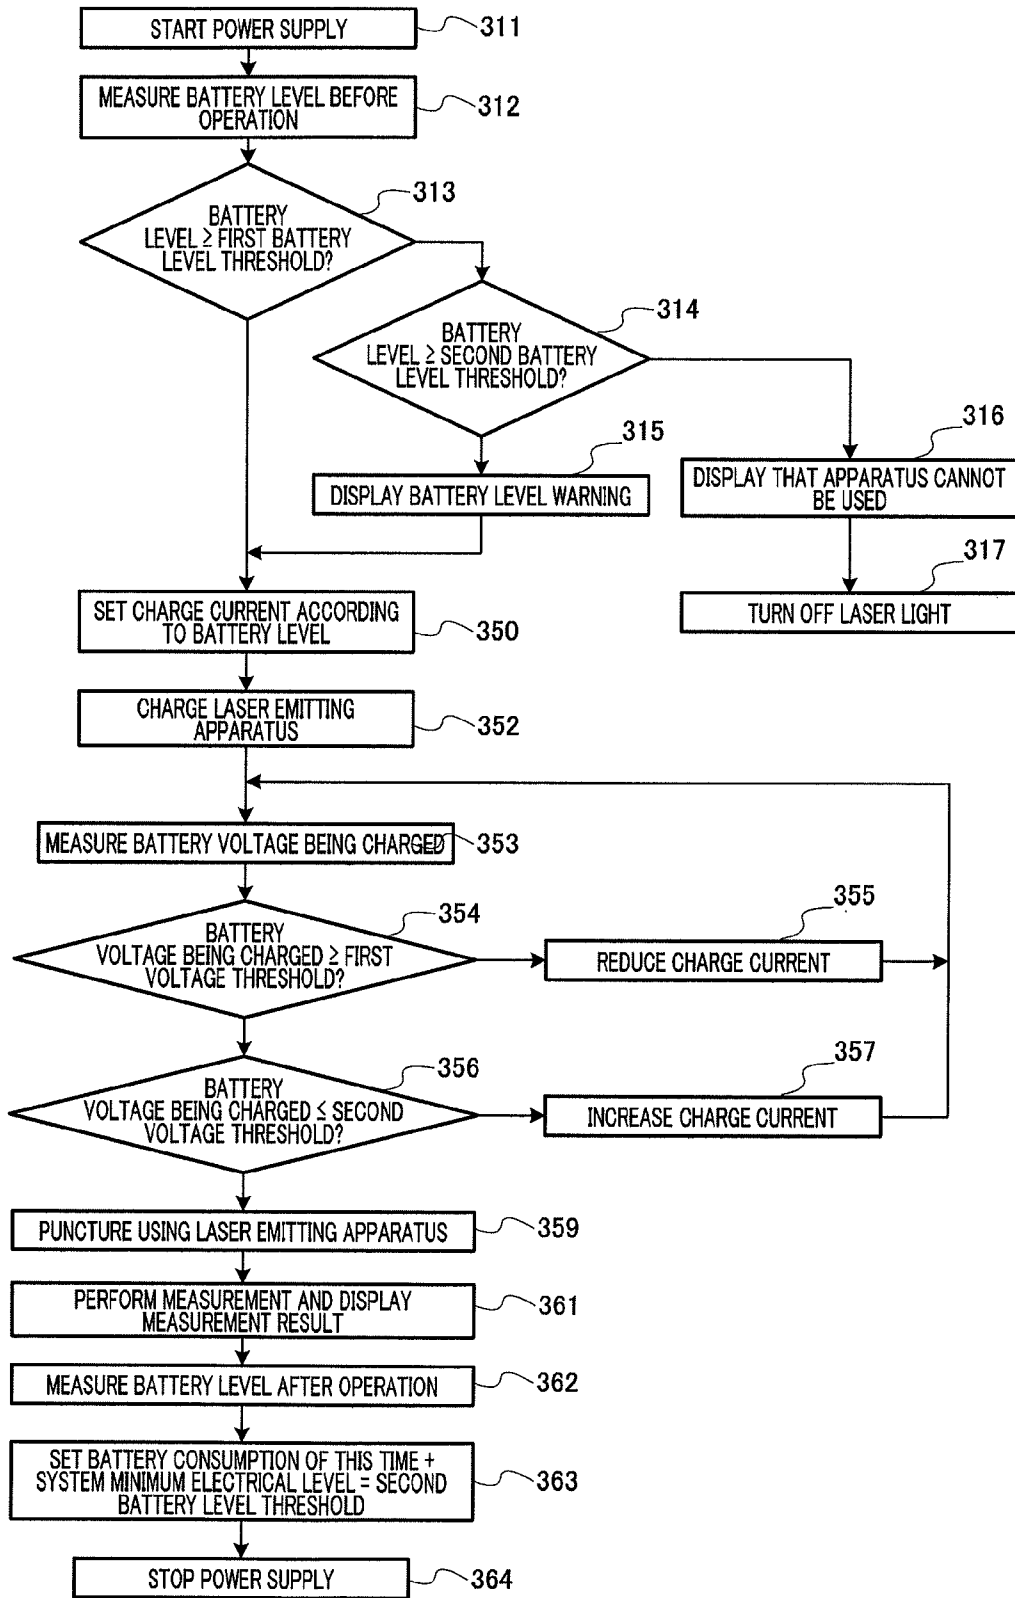 START POWER SUPPLY
311
MEASURE BATTERY LEVEL BEFORE
OPERATION
312
313
BATTERY
LEVEL ≥ FIRST BATTERY
LEVEL THRESHOLD?
314
BATTERY
LEVEL ≥ SECOND BATTERY
LEVEL THRESHOLD?
315
DISPLAY BATTERY LEVEL WARNING
316
DISPLAY THAT APPARATUS CANNOT
BE USED
317
TURN OFF LASER LIGHT
SET CHARGE CURRENT ACCORDING
TO BATTERY LEVEL
350
CHARGE LASER EMITTING
APPARATUS
352
MEASURE BATTERY VOLTAGE BEING CHARGED
353
354
BATTERY
VOLTAGE BEING CHARGED ≥ FIRST
VOLTAGE THRESHOLD?
355
REDUCE CHARGE CURRENT
356
BATTERY
VOLTAGE BEING CHARGED ≤ SECOND
VOLTAGE THRESHOLD?
357
INCREASE CHARGE CURRENT
PUNCTURE USING LASER EMITTING APPARATUS
359
PERFORM MEASUREMENT AND DISPLAY
MEASUREMENT RESULT
361
MEASURE BATTERY LEVEL AFTER OPERATION
362
SET BATTERY CONSUMPTION OF THIS TIME +
SYSTEM MINIMUM ELECTRICAL LEVEL = SECOND
BATTERY LEVEL THRESHOLD
363
STOP POWER SUPPLY
364